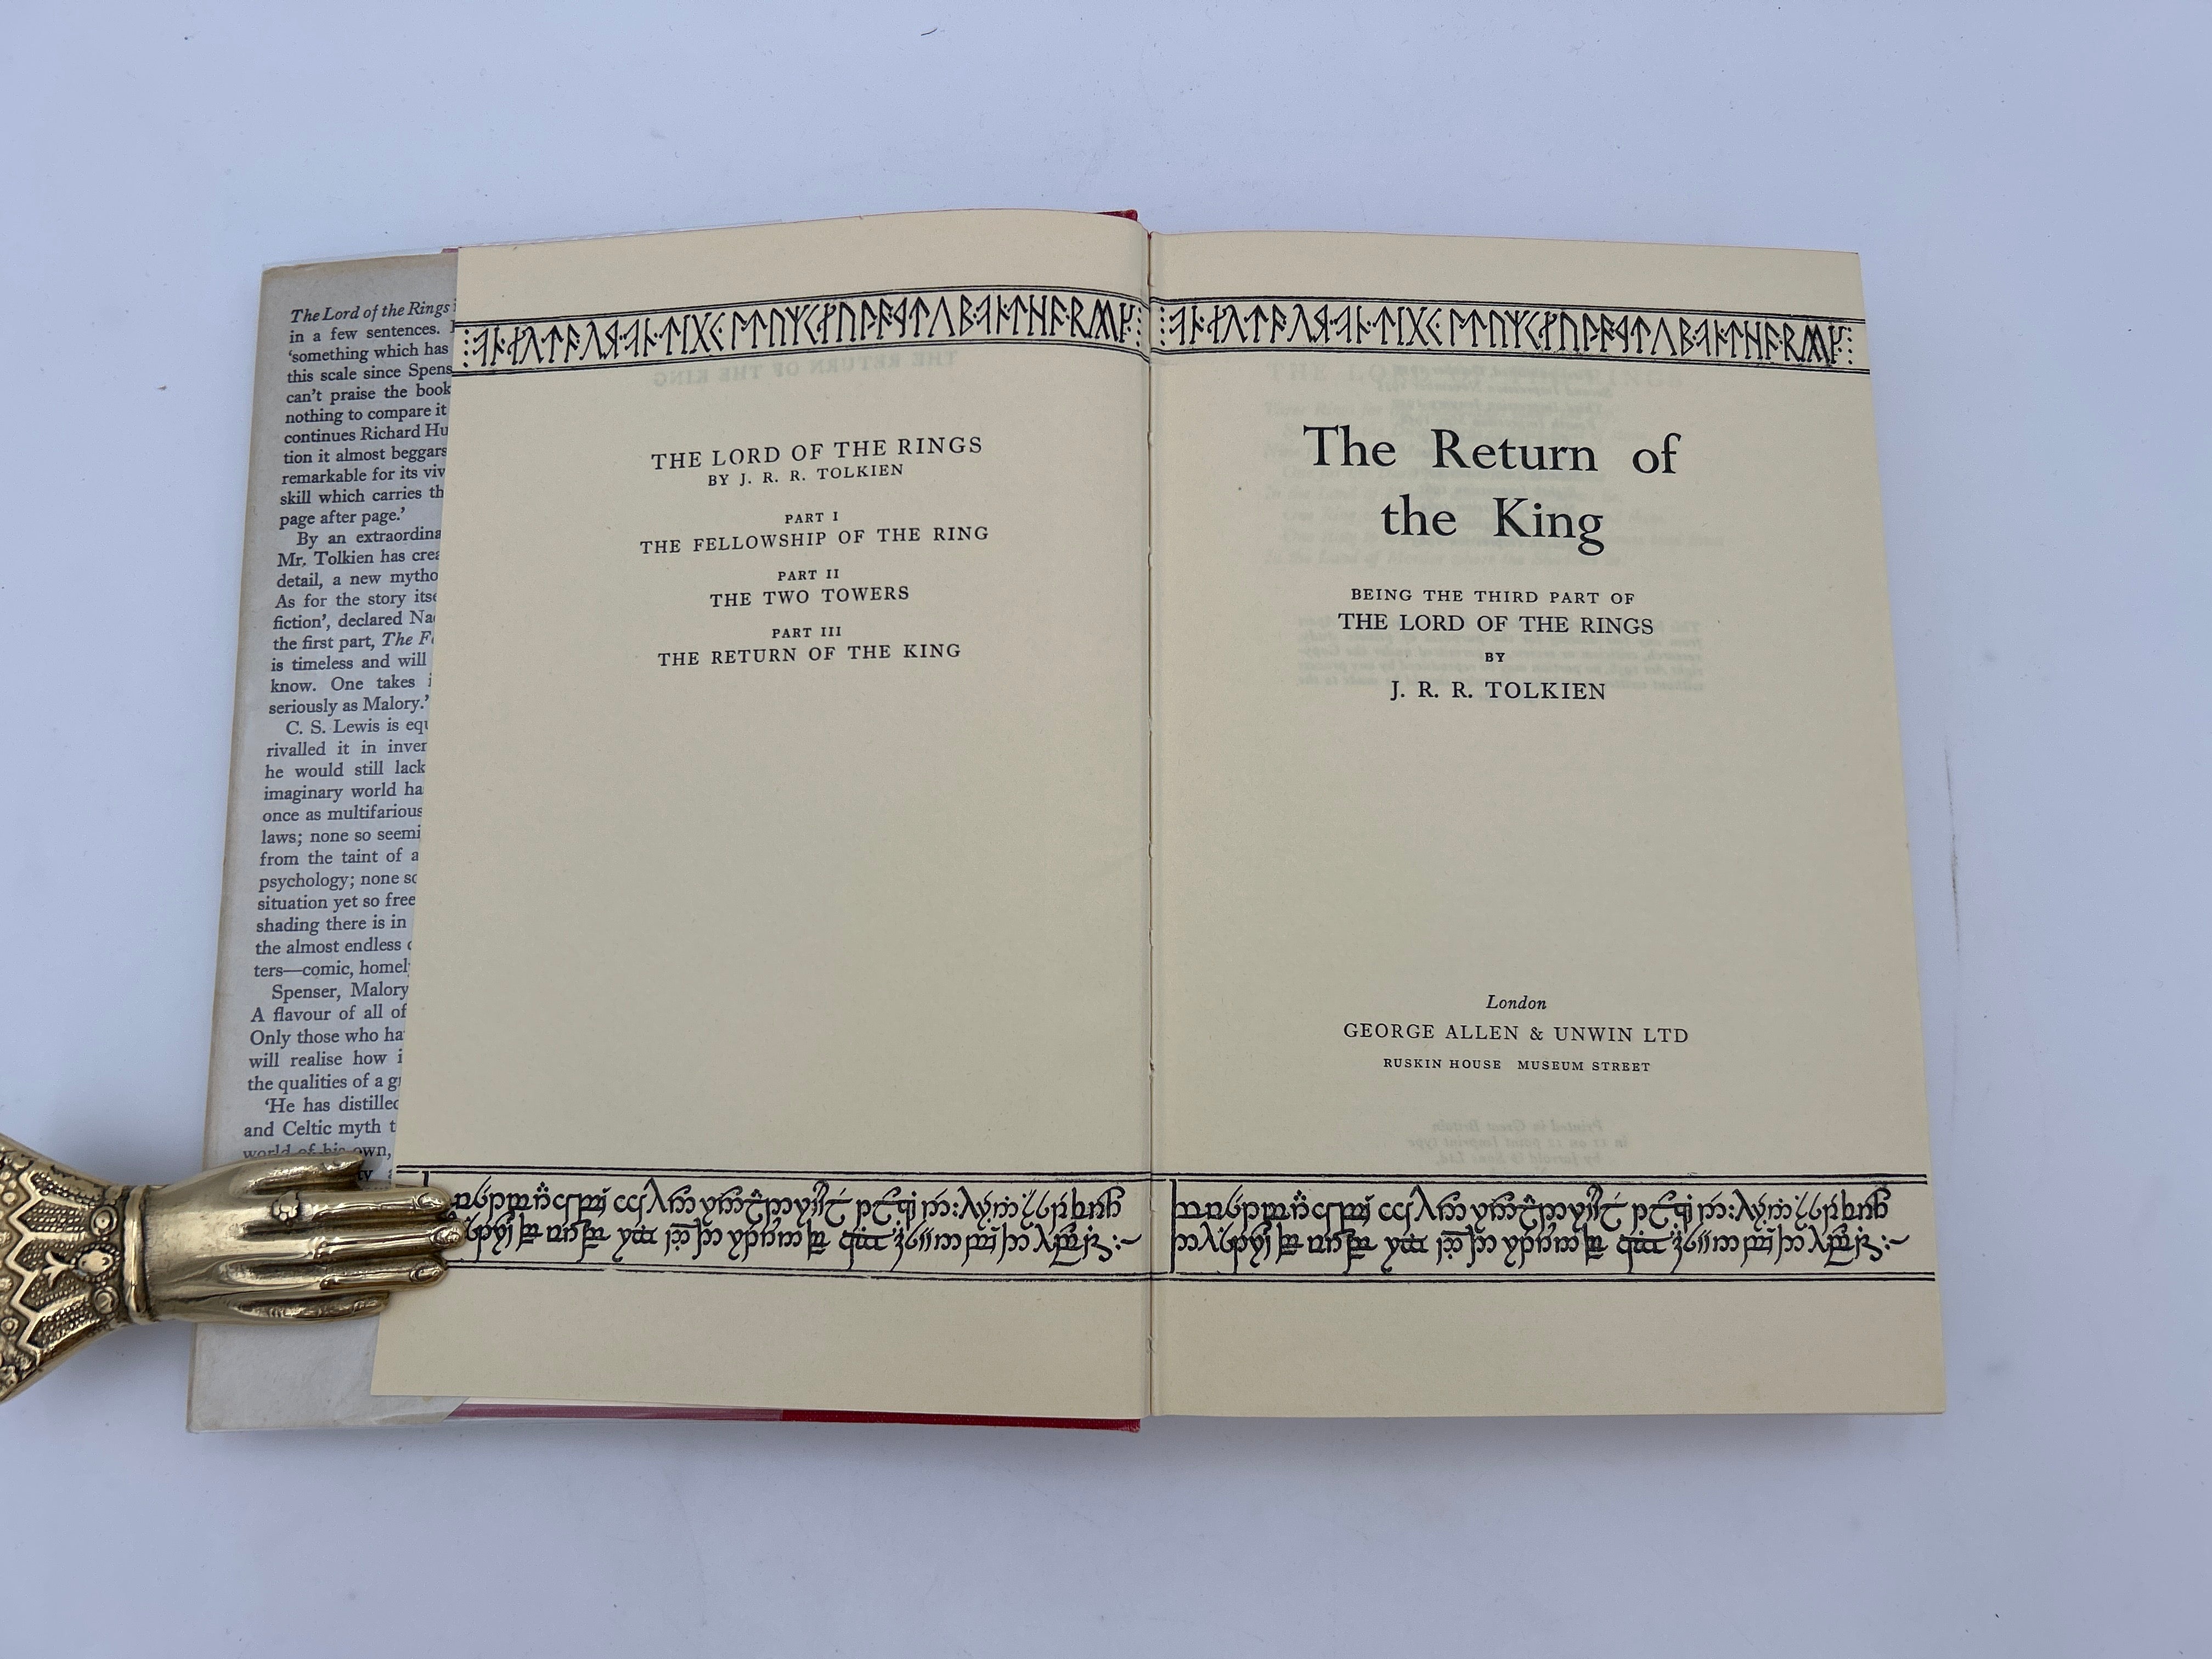 The Lord of the Rings
in a few sentences.
'something which has
this scale since Spens
can't praise the book
nothing to compare it
continues Richard Hu
tion it almost beggars
remarkable for its viv
skill which carries th
page after page.'
By an extraordina
Mr. Tolkien has crea
detail, a new mytho
As for the story itse
fiction', declared Na
the first part, The F
is timeless and will
know. One takes i
seriously as Malory.'
C. S. Lewis is equ
rivalled it in inven
he would still lack
imaginary world ha
once as multifarious
laws; none so seemi
from the taint of a
psychology; none so
situation yet so free
shading there is in
the almost endless
ters—comic, homel
Spenser, Malory
A flavour of all of
Only those who ha
will realise how i
the qualities of a g
'He has distilled
and Celtic myth t
world of his own,
THE LORD OF THE RINGS
BY J. R. R. TOLKIEN
PART I
THE FELLOWSHIP OF THE RING
PART II
THE TWO TOWERS
PART III
THE RETURN OF THE KING
The Return of
the King
BEING THE THIRD PART OF
THE LORD OF THE RINGS
BY
J. R. R. TOLKIEN
London
GEORGE ALLEN & UNWIN LTD
RUSKIN HOUSE MUSEUM STREET